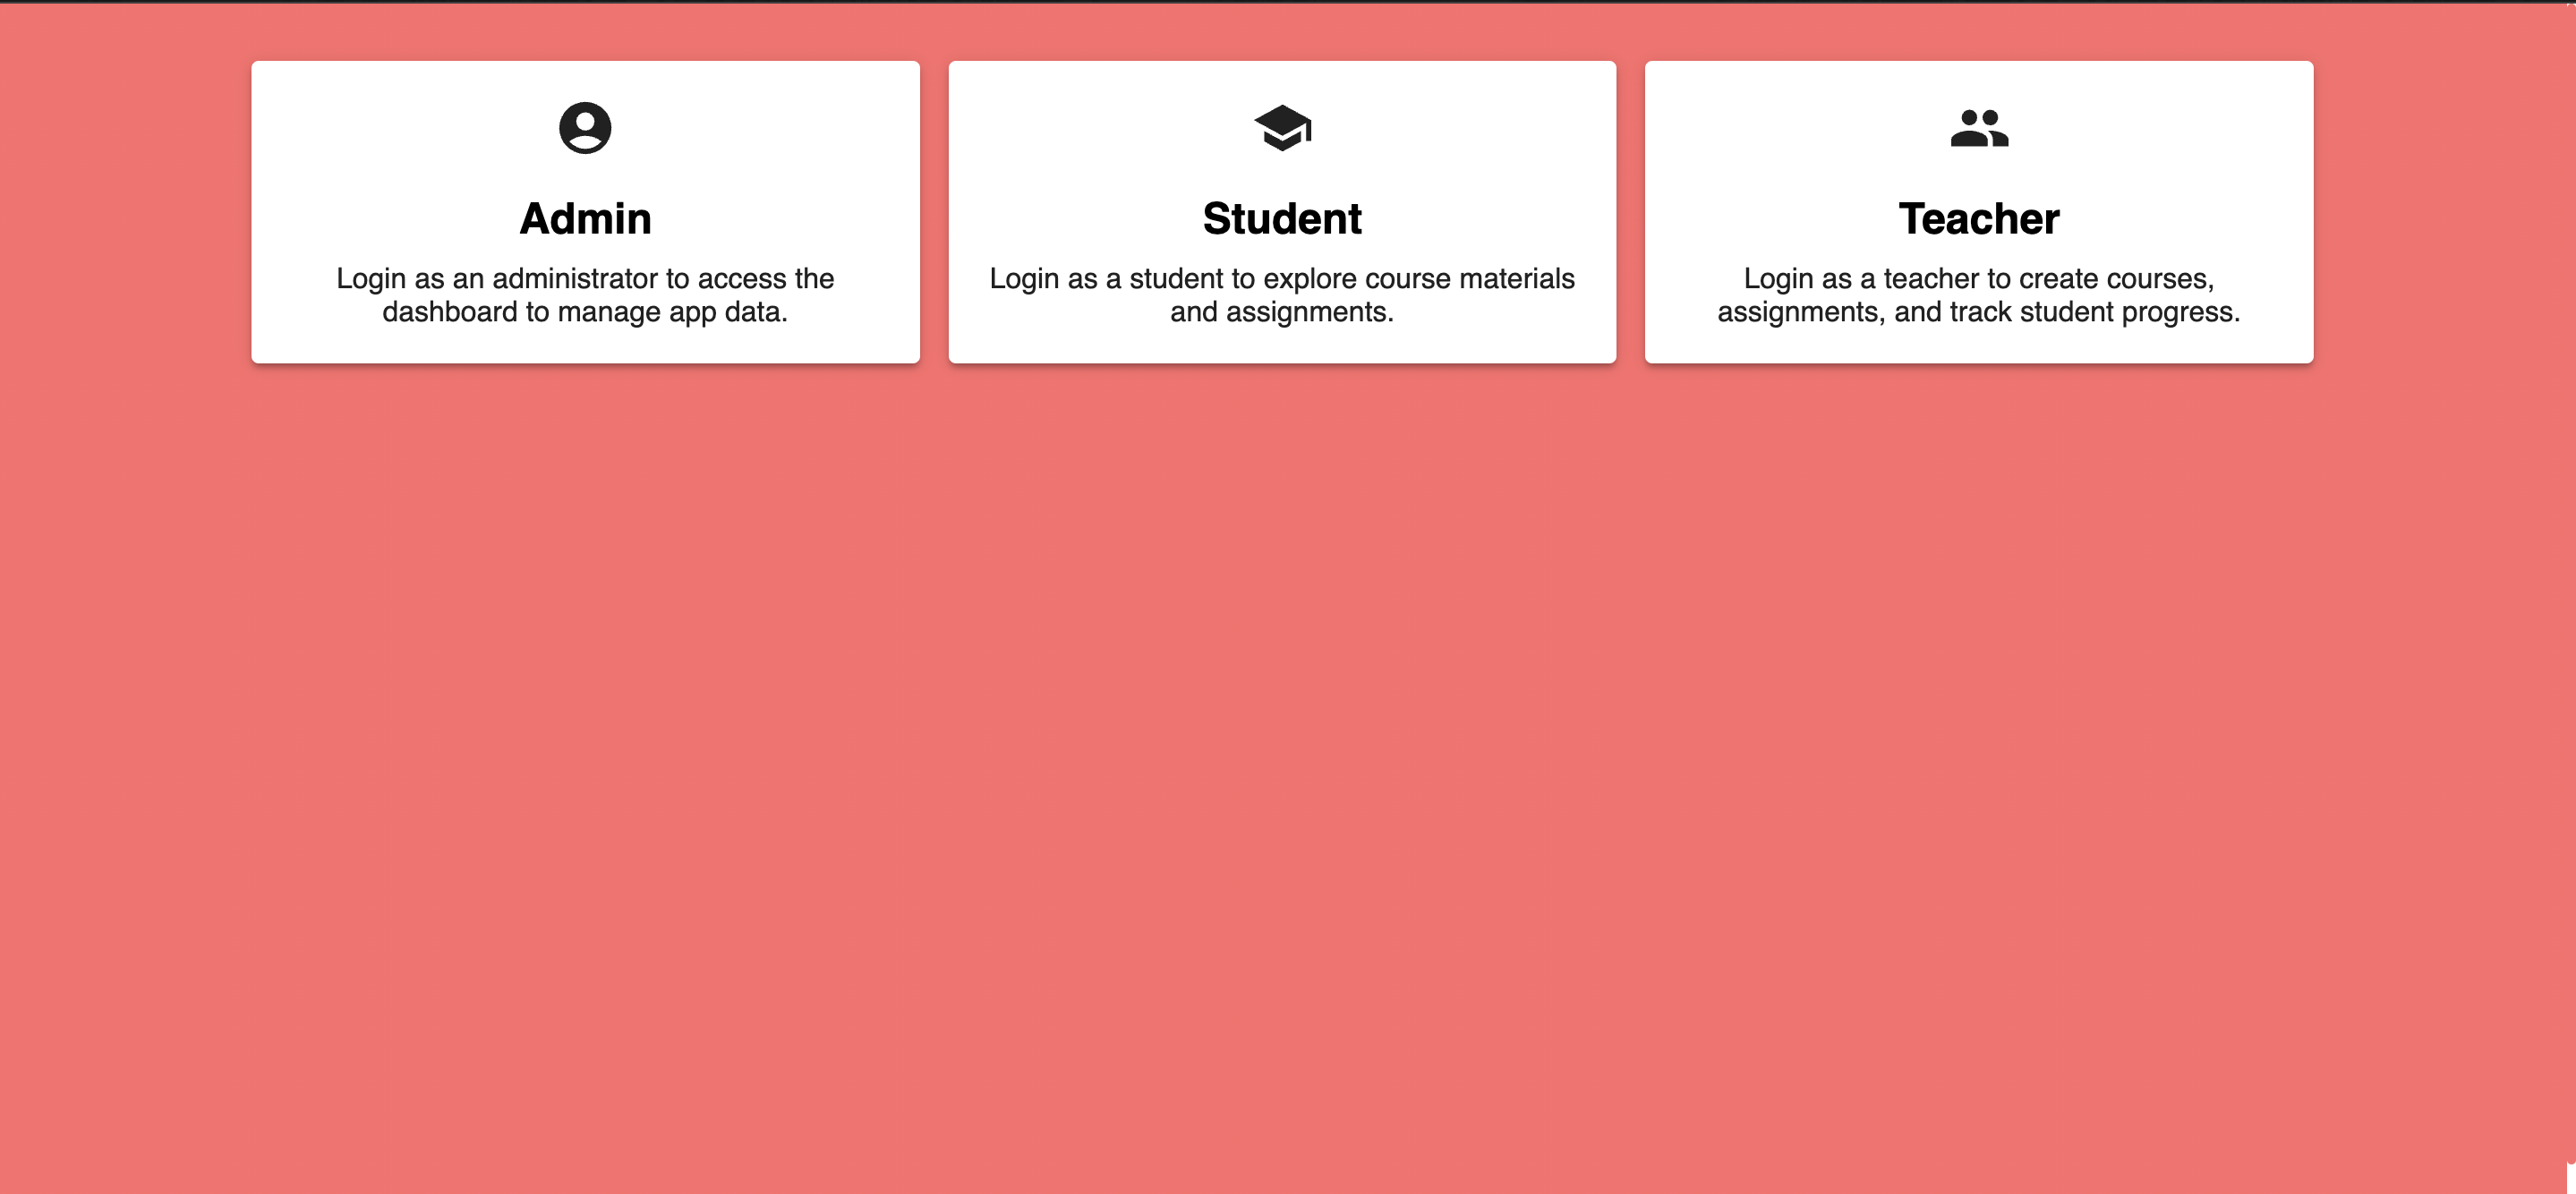 Admin
Login as an administrator to access the
dashboard to manage app data.
Student
Login as a student to explore course materials
and assignments.
Teacher
Login as a teacher to create courses,
assignments, and track student progress.